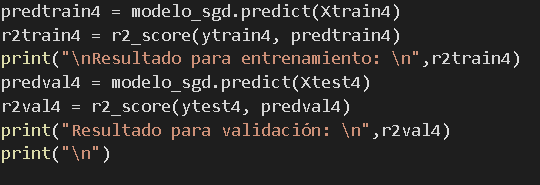 predtrain4 = modelo_sgd.predict(Xtrain4)
r2train4 = r2_score(ytrain4, predtrain4)
print("\nResultado para entrenamiento: \n",r2train4)
predval4 = modelo_sgd.predict(Xtest4)
r2val4 = r2_score(ytest4, predval4)
print("Resultado para validación: \n",r2val4)
print("\n")